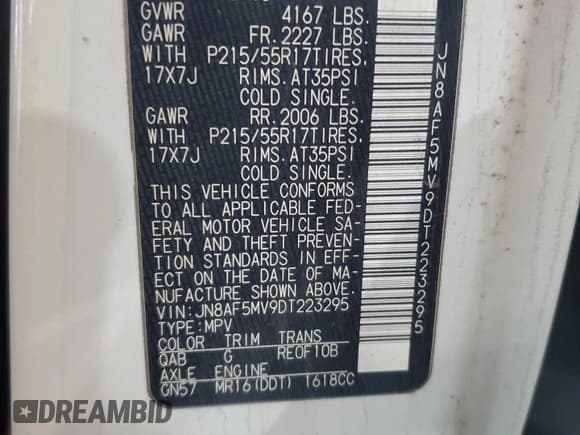 GVWR 4167 LBS.
GAWR FR. 2227 LBS.
WITH P215/55R17TIRES,
17X7J RIMS.AT35PSI
COLD SINGLE.
GAWR RR. 2006 LBS.
WITH P215/55R17TIRES,
17X7J RIMS.AT35PSI
COLD SINGLE.
THIS VEHICLE CONFORMS
TO ALL APPLICABLE FED-
ERAL MOTOR VEHICLE SA-
FETY AND THEFT PREVEN-
TION STANDARDS IN EFF-
ECT ON THE DATE OF MA-
NUFACTURE SHOWN ABOVE.
VIN:JN8AF5MV9DT223295
TYPE:MPV
COLOR TRIM TRANS
QAB G RE0F10B
AXLE ENGINE
GN57 MR16(DDT) 1618CC
JN8AF5MV9DT223295
DREAMBID